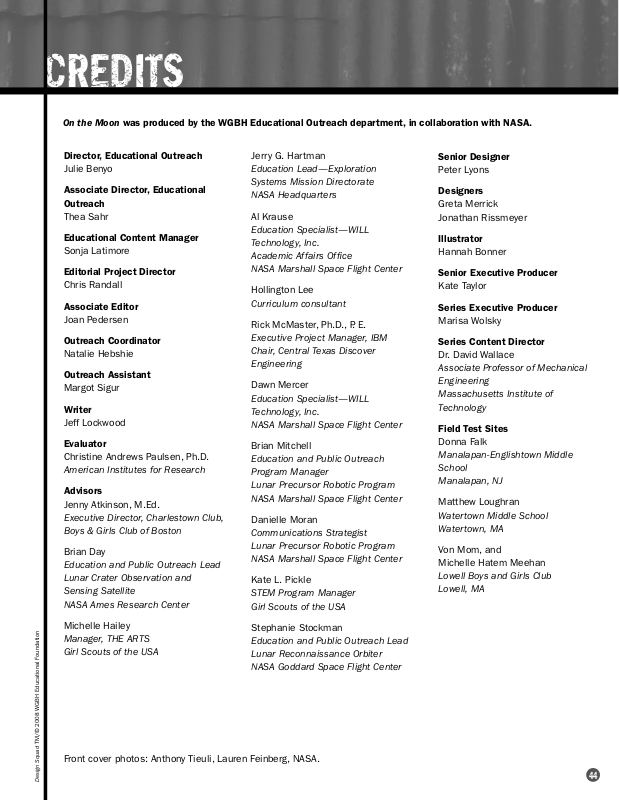 CREDITS
On the Moon was produced by the WGBH Educational Outreach department, in collaboration with NASA.
Director, Educational Outreach
Julie Benyo
Associate Director, Educational
Outreach
Thea Sahr
Educational Content Manager
Sonja Latimore
Editorial Project Director
Chris Randall
Associate Editor
Joan Pedersen
Outreach Coordinator
Natalie Hebshie
Outreach Assistant
Margot Sigur
Writer
Jeff Lockwood
Evaluator
Christine Andrews Paulsen, Ph.D.
American Institutes for Research
Advisors
Jenny Atkinson, M.Ed.
Executive Director, Charlestown Club,
Boys & Girls Club of Boston
Brian Day
Education and Public Outreach Lead
Lunar Crater Observation and
Sensing Satellite
NASA Ames Research Center
Michelle Hailey
Manager, THE ARTS
Girl Scouts of the USA
Jerry G. Hartman
Education Lead—Exploration
Systems Mission Directorate
NASA Headquarters
Al Krause
Education Specialist—WILL
Technology, Inc.
Academic Affairs Office
NASA Marshall Space Flight Center
Hollington Lee
Curriculum consultant
Rick McMaster, Ph.D., P. E.
Executive Project Manager, IBM
Chair, Central Texas Discover
Engineering
Dawn Mercer
Education Specialist—WILL
Technology, Inc.
NASA Marshall Space Flight Center
Brian Mitchell
Education and Public Outreach
Program Manager
Lunar Precursor Robotic Program
NASA Marshall Space Flight Center
Danielle Moran
Communications Strategist
Lunar Precursor Robotic Program
NASA Marshall Space Flight Center
Kate L. Pickle
STEM Program Manager
Girl Scouts of the USA
Stephanie Stockman
Education and Public Outreach Lead
Lunar Reconnaissance Orbiter
NASA Goddard Space Flight Center
Senior Designer
Peter Lyons
Designers
Greta Merrick
Jonathan Rissmeyer
Illustrator
Hannah Bonner
Senior Executive Producer
Kate Taylor
Series Executive Producer
Marisa Wolsky
Series Content Director
Dr. David Wallace
Associate Professor of Mechanical
Engineering
Massachusetts Institute of
Technology
Field Test Sites
Donna Falk
Manalapan-Englishtown Middle
School
Manalapan, NJ
Matthew Loughran
Watertown Middle School
Watertown, MA
Von Mom, and
Michelle Hatem Meehan
Lowell Boys and Girls Club
Lowell, MA
Design Squad TM/© 2008 WGBH Educational Foundation
Front cover photos: Anthony Tieuli, Lauren Feinberg, NASA.
44